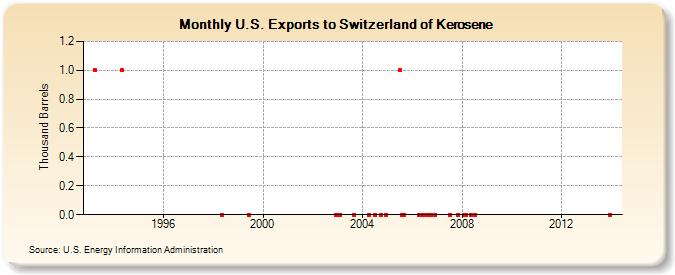 Monthly U.S. Exports to Switzerland of Kerosene
Thousand Barrels
1.2
1.0
0.8
0.6
0.4
0.2
0.0
1996 2000 2004 2008 2012
Source: U.S. Energy Information Administration